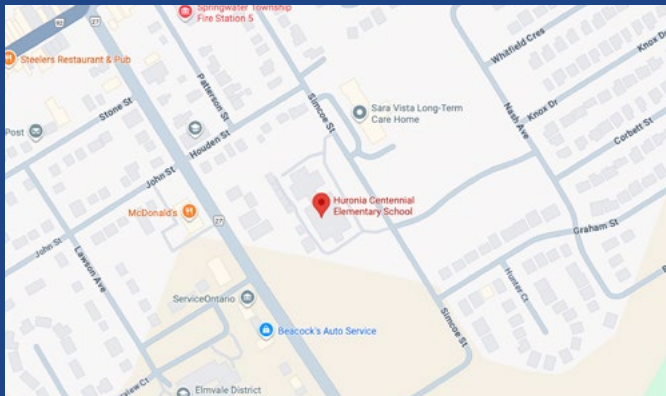 Springwater Township
Fire Station 5
92
27
Steelers Restaurant & Pub
Whitfield Cres
Knox Dr
Patterson St
Simcoe St
Sara Vista Long-Term
Care Home
Nash Ave
Knox Dr
Stone St
Post
Houden St
Corbett St
John St
Huronia Centennial
Elementary School
McDonald's
27
Graham St
John St
Lawson Ave
Hunter Ct
ServiceOntario
Simcoe St
Beacock's Auto Service
Elmvale District